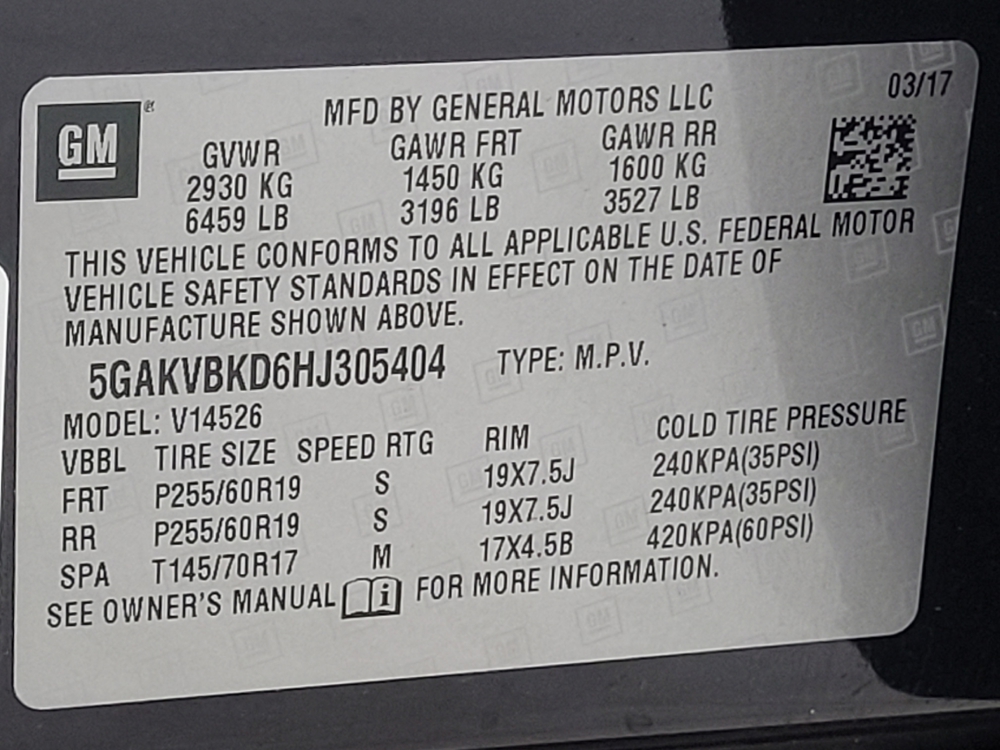 GM
MFD BY GENERAL MOTORS LLC 03/17
GVWR GAWR FRT GAWR RR
2930 KG 1450 KG 1600 KG
6459 LB 3196 LB 3527 LB
THIS VEHICLE CONFORMS TO ALL APPLICABLE U.S. FEDERAL MOTOR
VEHICLE SAFETY STANDARDS IN EFFECT ON THE DATE OF
MANUFACTURE SHOWN ABOVE.
5GAKVBKD6HJ305404 TYPE: M.P.V.
MODEL: V14526
VBBL TIRE SIZE SPEED RTG RIM COLD TIRE PRESSURE
FRT P255/60R19 S 19X7.5J 240KPA(35PSI)
RR P255/60R19 S 19X7.5J 240KPA(35PSI)
SPA T145/70R17 M 17X4.5B 420KPA(60PSI)
SEE OWNER'S MANUAL i FOR MORE INFORMATION.